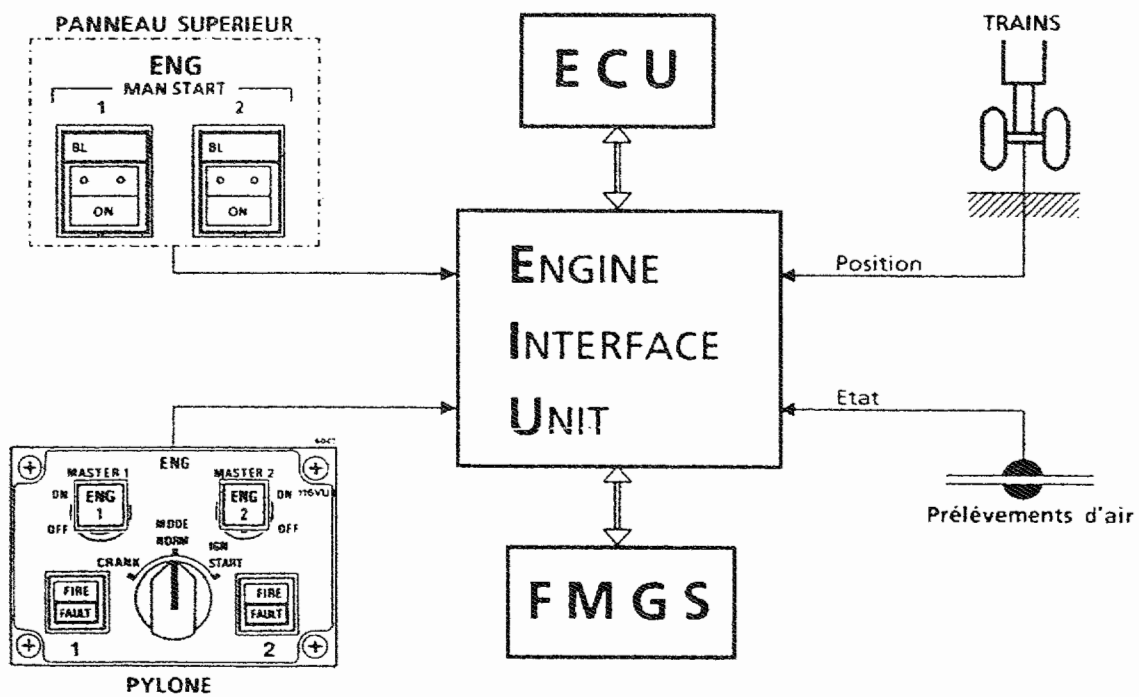 PANNEAU SUPERIEUR
ENG
MAN START
1 2
BL BL
ON ON
ECU
TRAINS
Position
ENGINE
INTERFACE
UNIT
Etat
Prélévements d'air
FMGS
ENG
MASTER 1 MASTER 2
ON ENG 1 OFF
ENG 2 ON OFF
115VU
MODE
NORM
CRANK
IGN
START
FIRE FIRE
FAULT FAULT
1 2
PYLONE